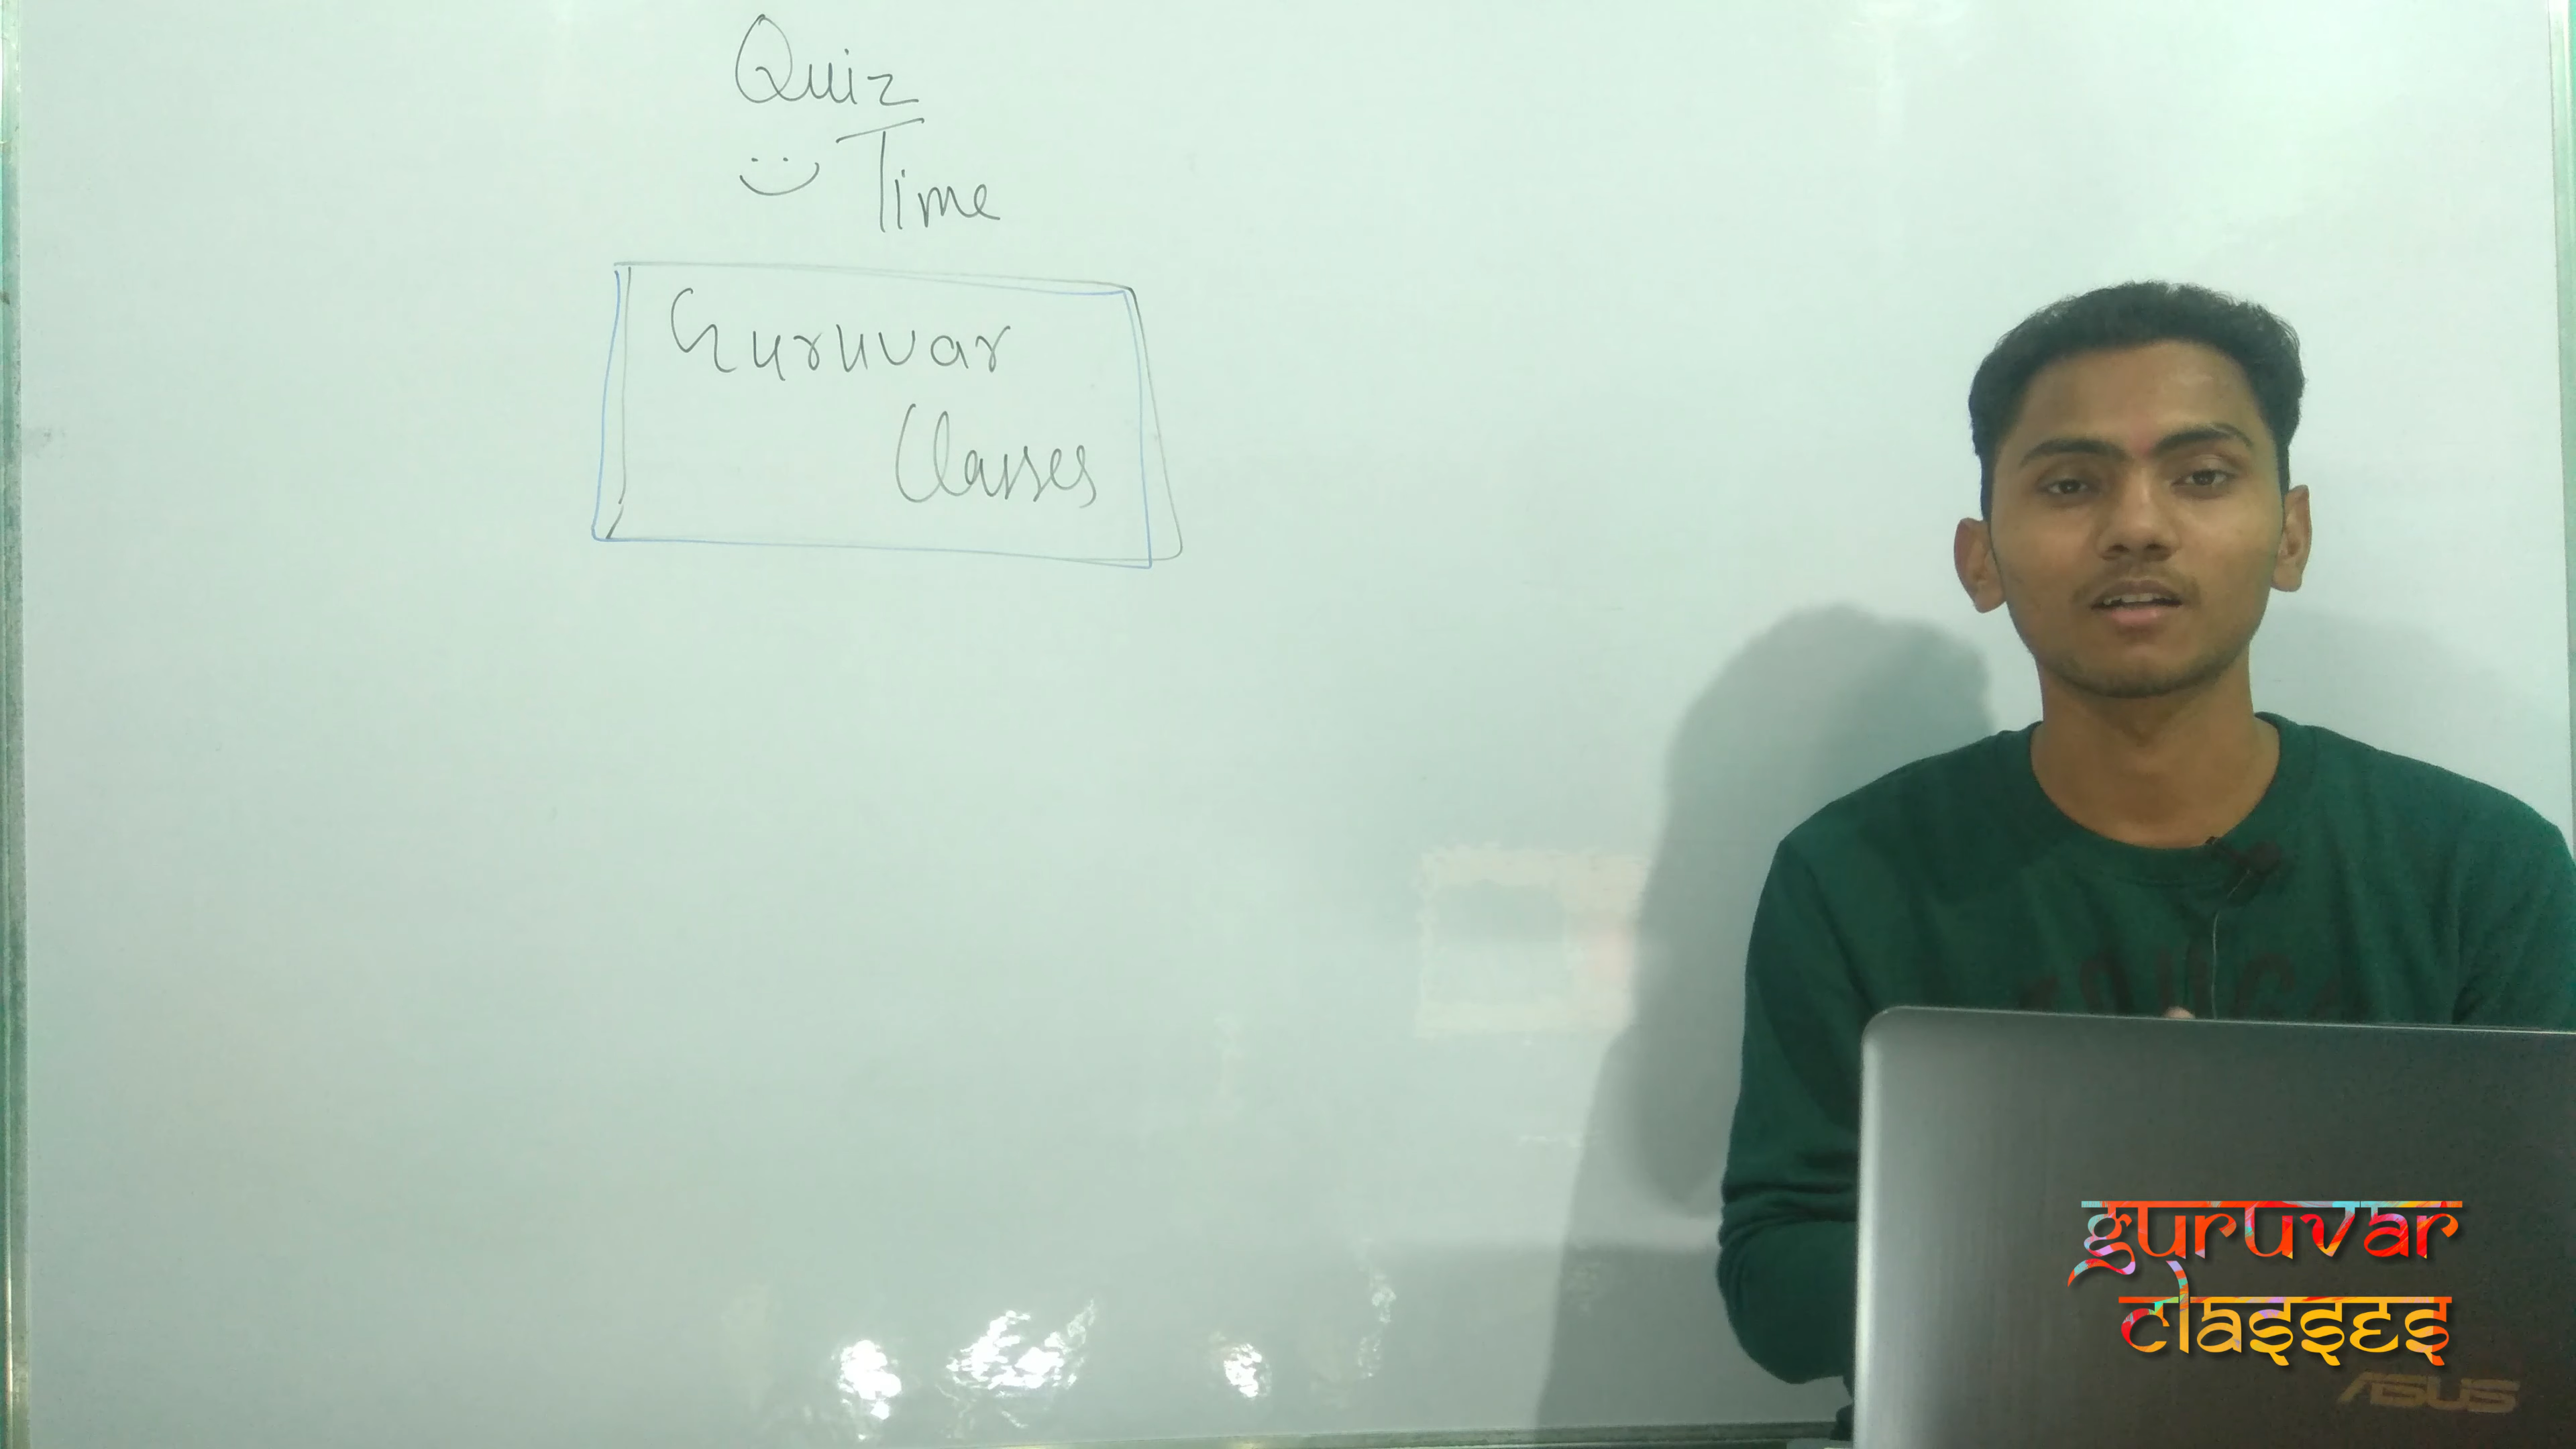 Quiz
Time
Guruvar
Classes
guruvar
classes
ASUS